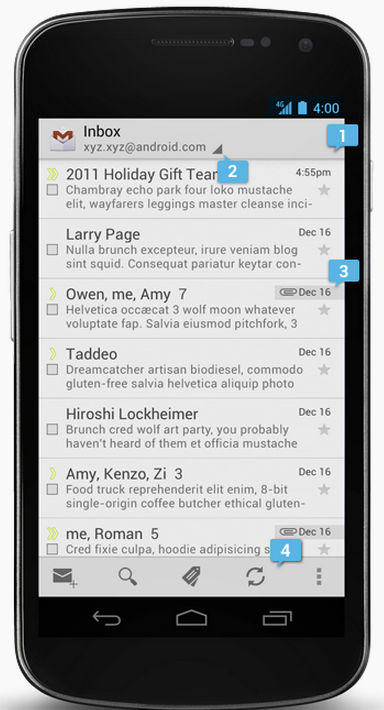 4G 4:00
Inbox
1
xyz.xyz@android.com
2
2011 Holiday Gift Tea 4:55pm
Chambray echo park four loko mustache
elit, wayfarers leggings master cleanse inci-
Larry Page Dec 16
Nulla brunch excepteur, irure veniam blog
sint squid. Consequat pariatur keytar con-
3
Owen, me, Amy 7 Dec 16
Helvetica occæcat 3 wolf moon whatever
voluptate fap. Salvia eiusmod pitchfork, 3
Taddeo Dec 16
Dreamcatcher artisan biodiesel, commodo
gluten-free salvia helvetica aliquip photo
Hiroshi Lockheimer Dec 16
Brunch cred wolf art party, you probably
haven't heard of them et officia mustache
Amy, Kenzo, Zi 3 Dec 16
Food truck reprehenderit elit enim, 8-bit
single-origin coffee butcher ethical gluten-
me, Roman 5 Dec 16
Cred fixie culpa, hoodie adipisicing s
4